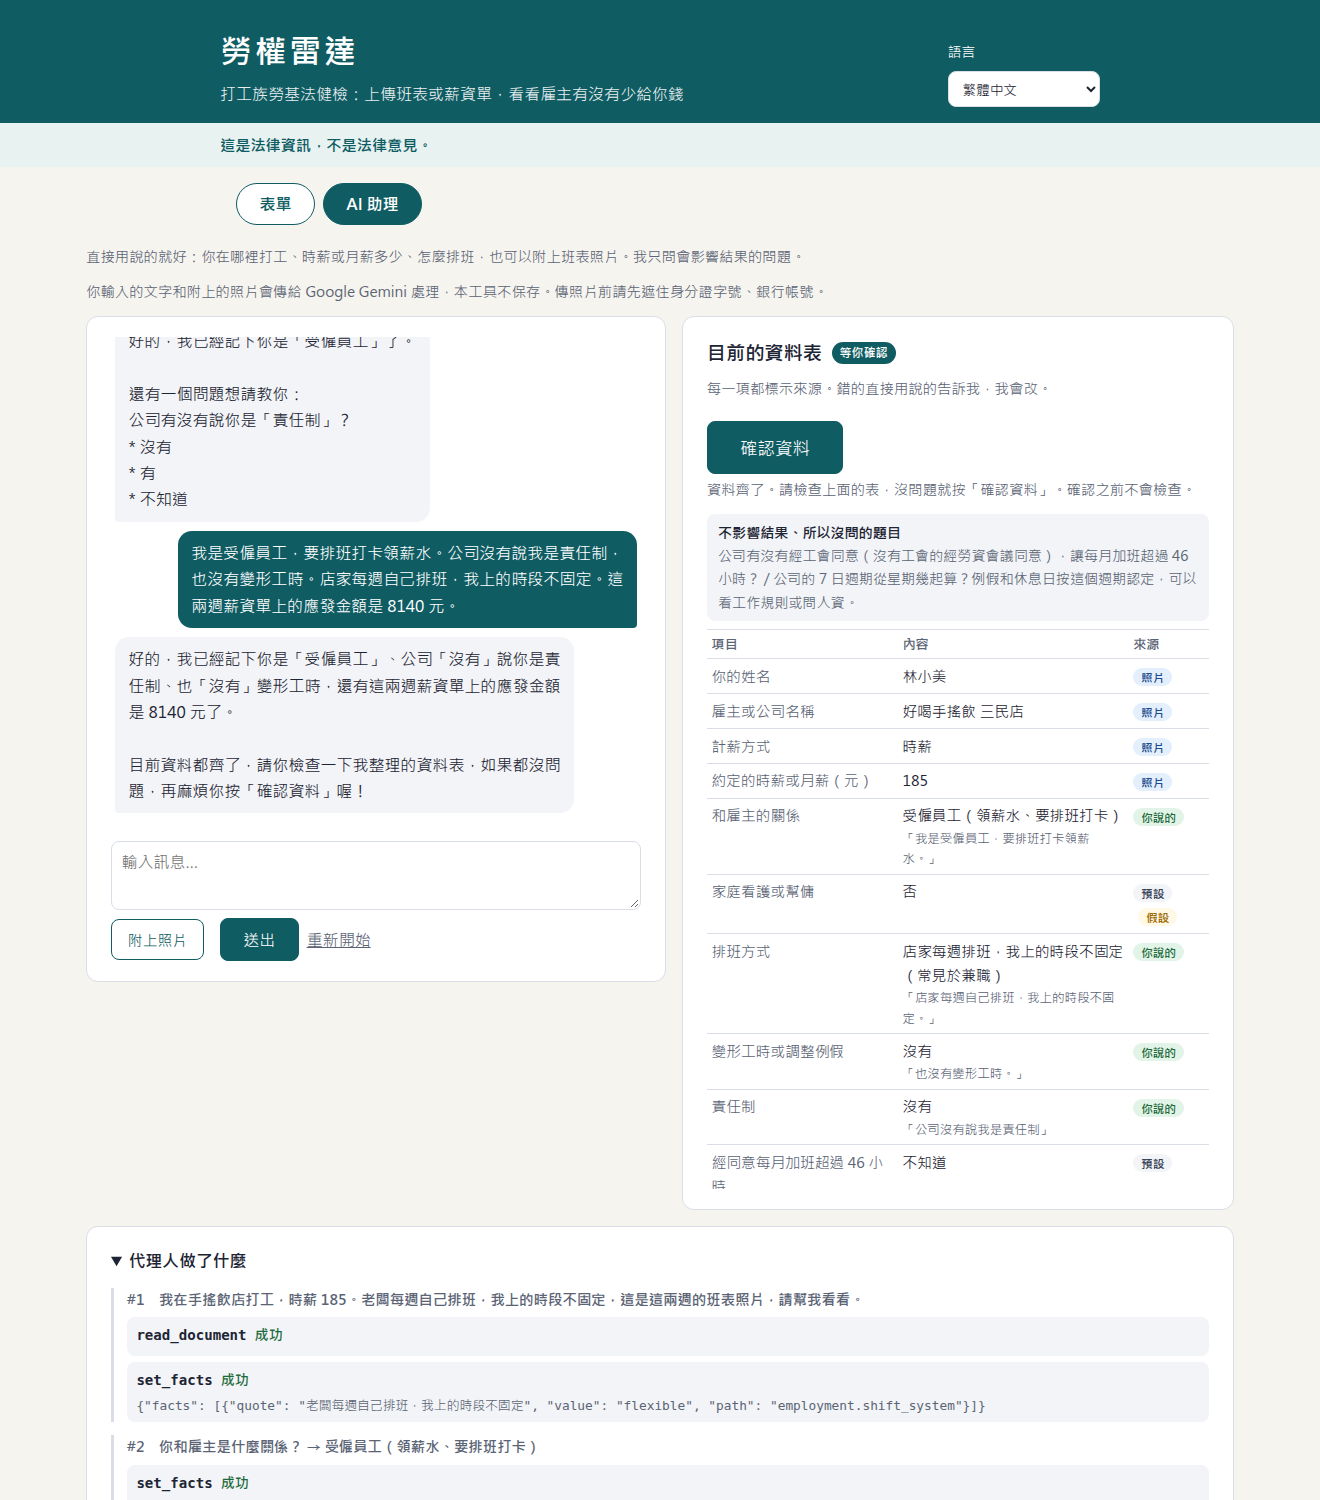 勞權雷達
打工族勞基法健檢：上傳班表或薪資單，看看雇主有沒有少給你錢
語言
繁體中文
這是法律資訊，不是法律意見。
表單
AI 助理
直接用說的就好：你在哪裡打工、時薪或月薪多少、怎麼排班，也可以附上班表照片。我只問會影響結果的問題。
你輸入的文字和附上的照片會傳給 Google Gemini 處理，本工具不保存。傳照片前請先遮住身分證字號、銀行帳號。
好的，我已經記下你是「受僱員工」了。
還有一個問題想請教你：
公司有沒有說你是「責任制」？
* 沒有
* 有
* 不知道
我是受僱員工，要排班打卡領薪水。公司沒有說我是責任制，
也沒有變形工時。店家每週自己排班，我上的時段不固定。這
兩週薪資單上的應發金額是 8140 元。
好的，我已經記下你是「受僱員工」、公司「沒有」說你是責
任制、也「沒有」變形工時，還有這兩週薪資單上的應發金額
是 8140 元了。
目前資料都齊了，請你檢查一下我整理的資料表，如果都沒問
題，再麻煩你按「確認資料」喔！
輸入訊息...
附上照片
送出
重新開始
目前的資料表
等你確認
每一項都標示來源。錯的直接用說的告訴我，我會改。
確認資料
資料齊了。請檢查上面的表，沒問題就按「確認資料」。確認之前不會檢查。
不影響結果、所以沒問的題目
公司有沒有經工會同意（沒有工會的經勞資會議同意），讓每月加班超過 46
小時？ / 公司的 7 日週期從星期幾起算？例假和休息日按這個週期認定，可以
看工作規則或問人資。
項目 內容 來源
你的姓名 林小美 照片
雇主或公司名稱 好喝手搖飲 三民店 照片
計薪方式 時薪 照片
約定的時薪或月薪（元） 185 照片
和雇主的關係 受僱員工（領薪水、要排班打卡） 你說的
「我是受僱員工，要排班打卡領薪
水。」
家庭看護或幫傭 否 預設
假設
排班方式 店家每週排班，我上的時段不固定 你說的
（常見於兼職）
「店家每週自己排班，我上的時段不固
定。」
變形工時或調整例假 沒有 你說的
「也沒有變形工時。」
責任制 沒有 你說的
「公司沒有說我是責任制」
經同意每月加班超過 46 小 不知道 預設
時
▼ 代理人做了什麼
#1 我在手搖飲店打工，時薪 185。老闆每週自己排班，我上的時段不固定，這是這兩週的班表照片，請幫我看看。
read_document 成功
set_facts 成功
{"facts": [{"quote": "老闆每週自己排班，我上的時段不固定", "value": "flexible", "path": "employment.shift_system"}]}
#2 你和雇主是什麼關係？ → 受僱員工（領薪水、要排班打卡）
set_facts 成功